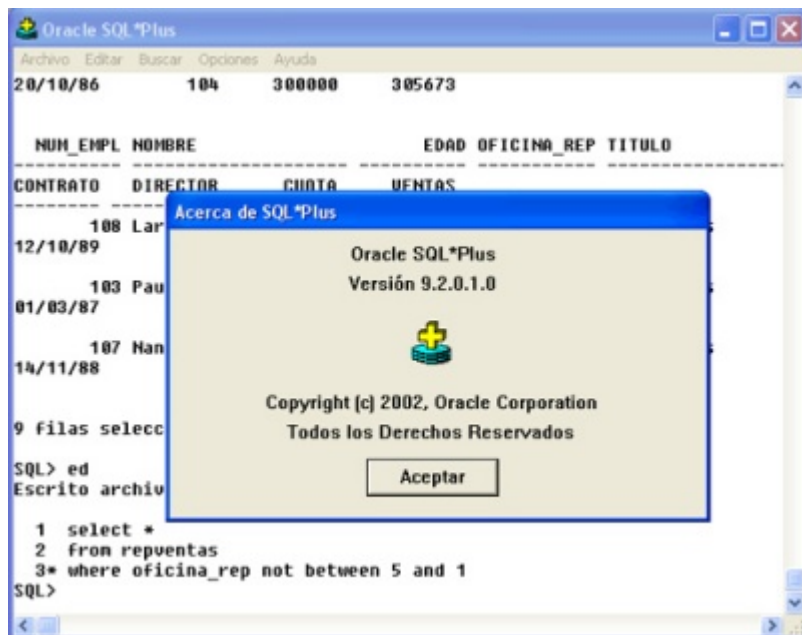 Oracle SQL*Plus
Archivo Editar Buscar Opciones Ayuda
20/10/86 104 300000 305673
NUM_EMPL NOMBRE EDAD OFICINA_REP TITULO
---------- --------------- ---------- ----------- ----------
CONTRATO DIRECTOR CUOTA VENTAS
108 Lar
12/10/89
103 Pau
01/03/87
107 Nan
14/11/88
9 filas selecc
SQL> ed
Escrito archiv
1 select *
2 from repventas
3* where oficina_rep not between 5 and 1
SQL>
Acerca de SQL*Plus
Oracle SQL*Plus
Versión 9.2.0.1.0
Copyright (c) 2002, Oracle Corporation
Todos los Derechos Reservados
Aceptar